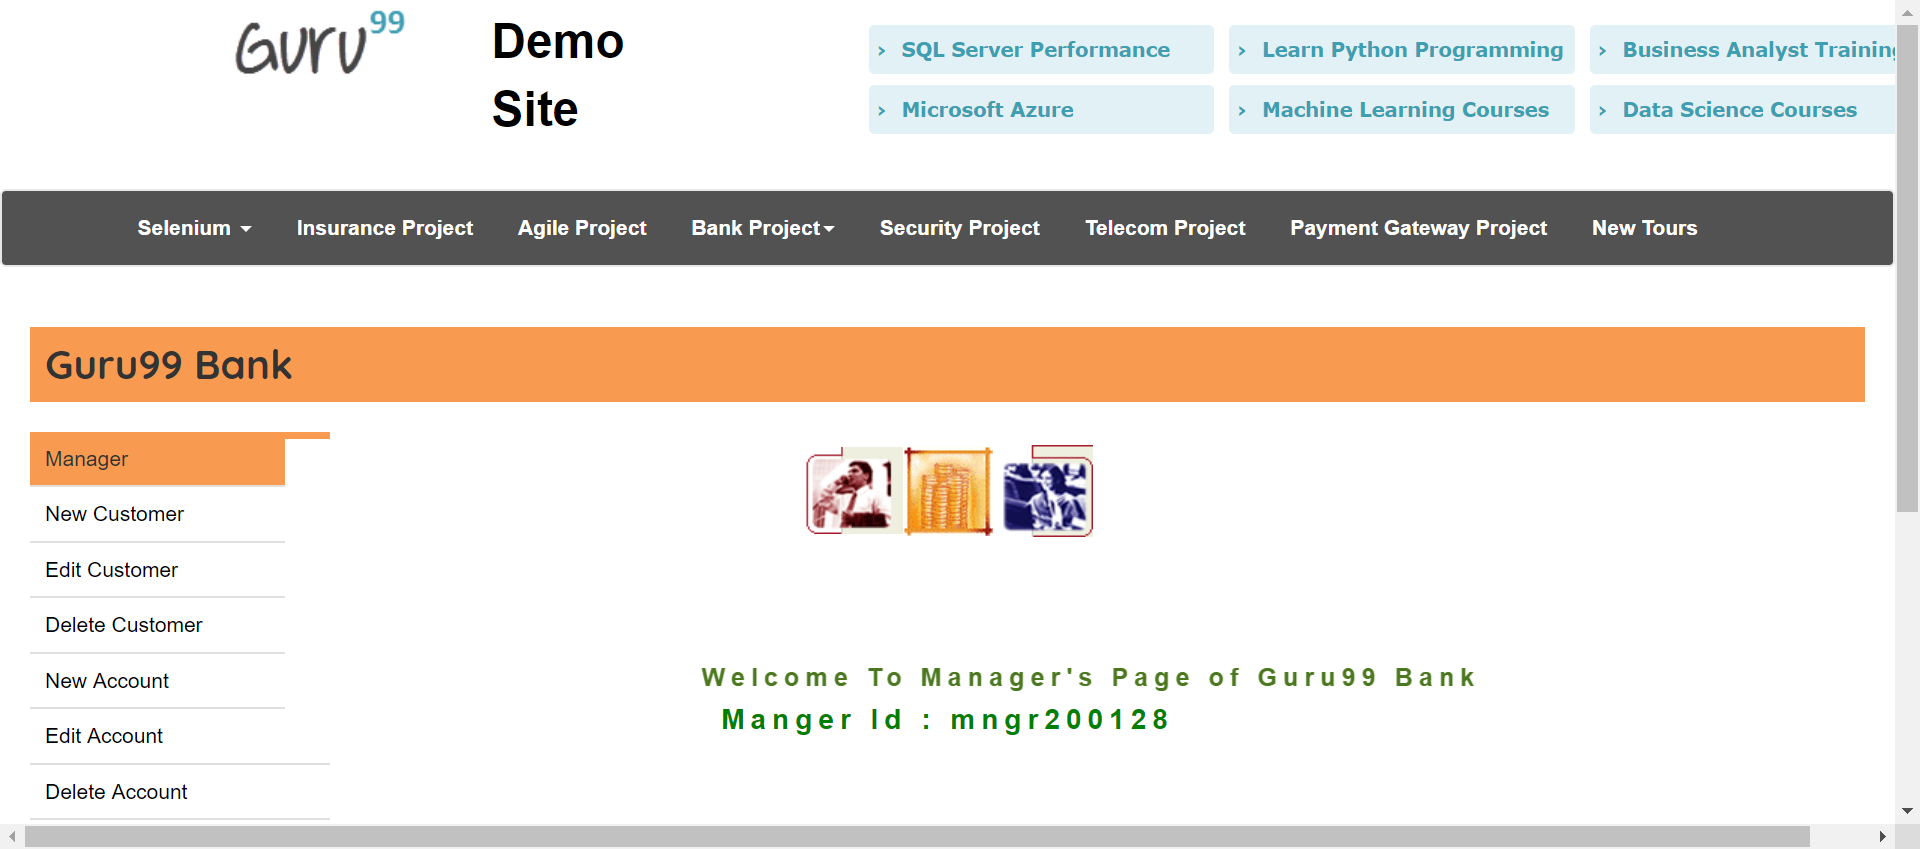 Guru99
Demo
Site
› SQL Server Performance
› Learn Python Programming
› Business Analyst Training
› Microsoft Azure
› Machine Learning Courses
› Data Science Courses
Selenium
Insurance Project
Agile Project
Bank Project
Security Project
Telecom Project
Payment Gateway Project
New Tours
Guru99 Bank
Manager
New Customer
Edit Customer
Delete Customer
New Account
Edit Account
Delete Account
Welcome To Manager's Page of Guru99 Bank
Manger Id : mngr200128